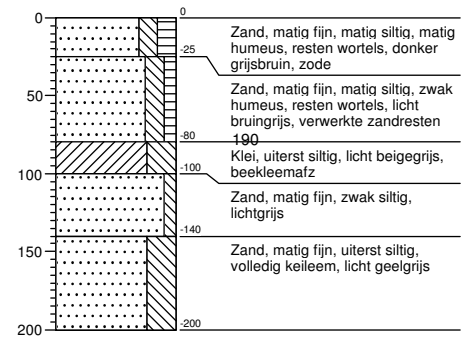 0
0
Zand, matig fijn, matig siltig, matig
humeus, resten wortels, donker
grijsbruin, zode
-25
50
Zand, matig fijn, matig siltig, zwak
humeus, resten wortels, licht
bruingrijs, verwerkte zandresten
-80
190
Klei, uiterst siltig, licht beigegrijs,
beekleemafz
100
-100
Zand, matig fijn, zwak siltig,
lichtgrijs
-140
150
Zand, matig fijn, uiterst siltig,
volledig keileem, licht geelgrijs
200
-200